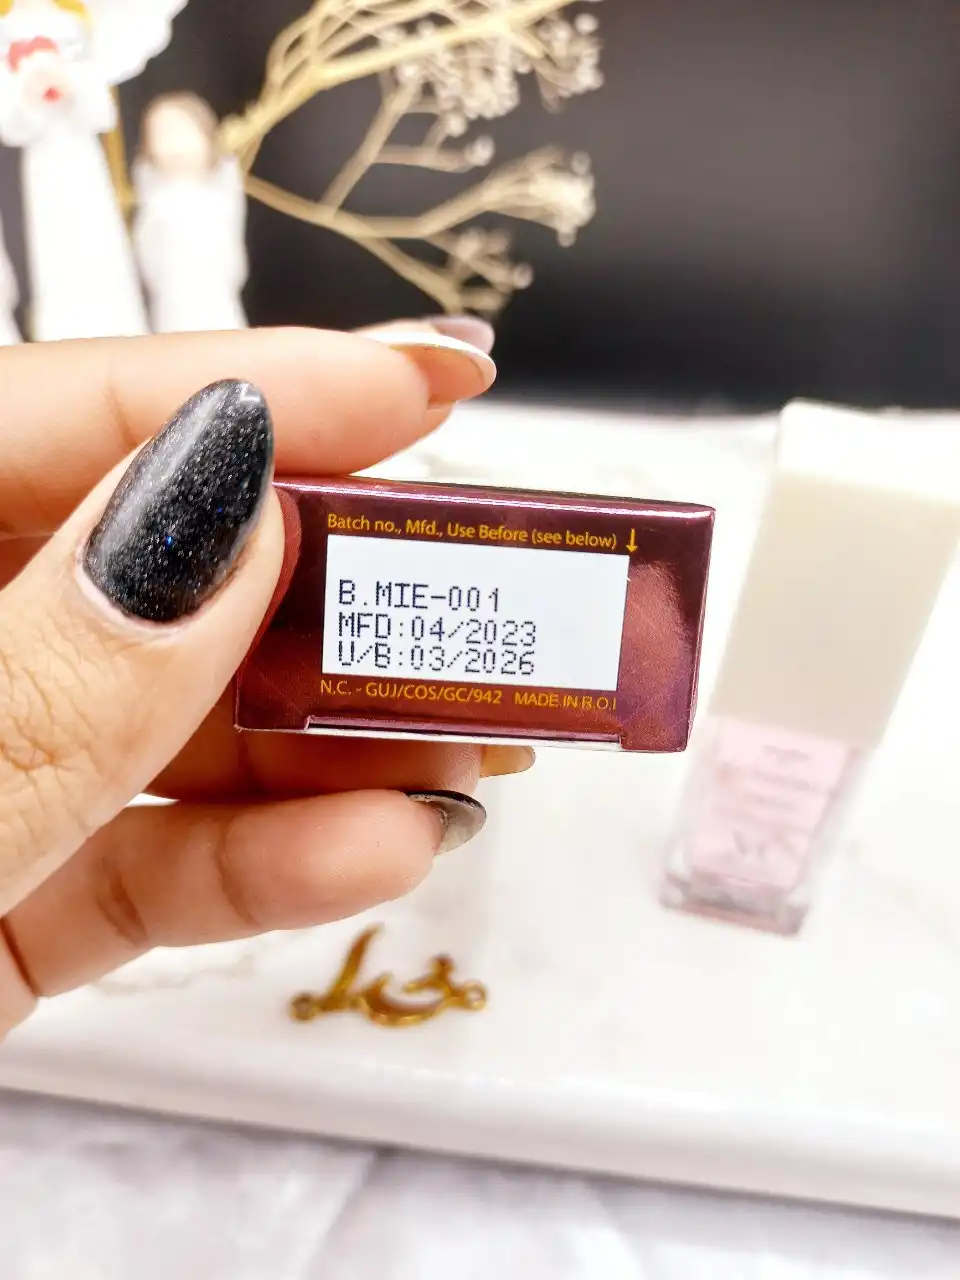 Batch no., Mfd., Use Before (see below) ↓
B.MIE-001
MFD:04/2023
U/B:03/2026
N.C. - GUJ/COS/GC/942 MADE IN R.O.I